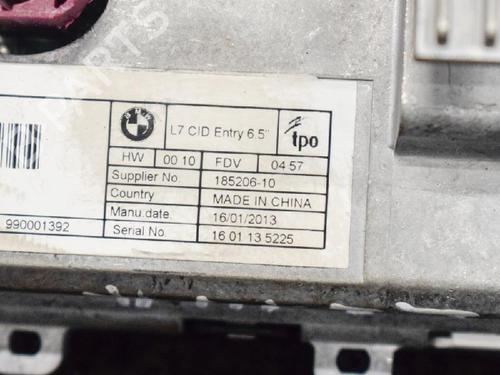 BMW
L7 CID Entry 6.5"
tpo
HW 00 10 FDV 04 57
Supplier No. 185206-10
Country MADE IN CHINA
Manu.date. 16/01/2013
Serial No. 16 01 13 5225
990001392